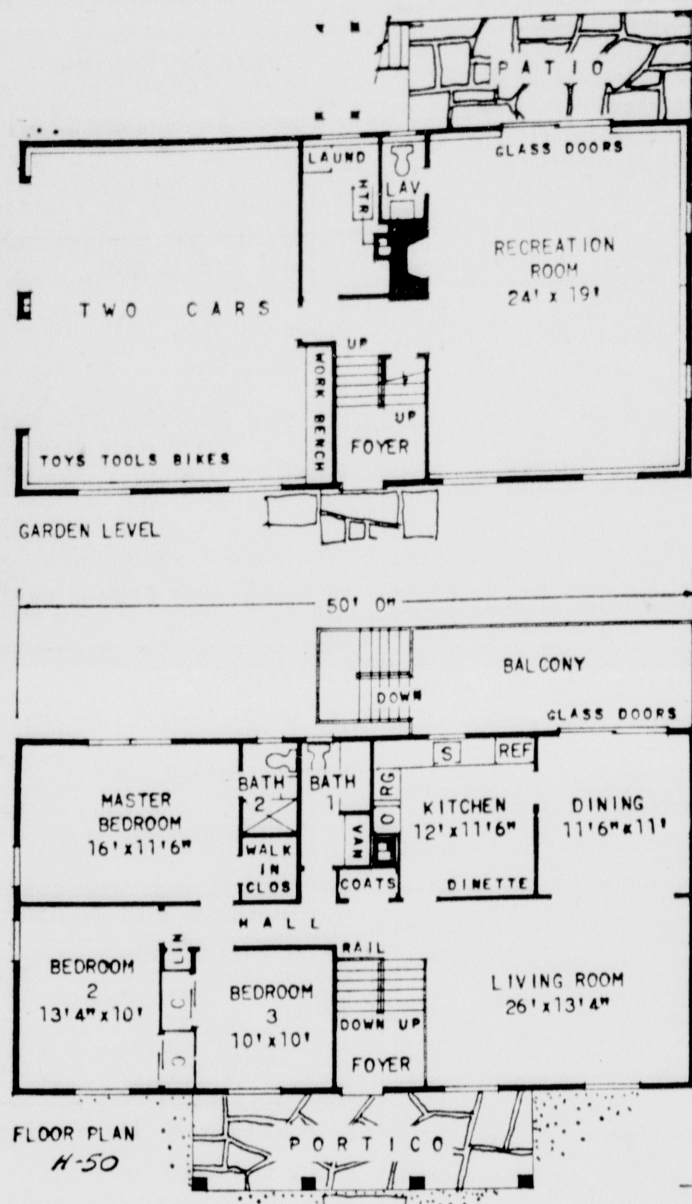 PATIO
GLASS DOORS
LAUND
HTR
LAV
RECREATION
ROOM
24' x 19'
TWO CARS
UP
WORK BENCH
UP
FOYER
TOYS TOOLS BIKES
GARDEN LEVEL
50' 0"
BALCONY
DOWN
GLASS DOORS
MASTER
BEDROOM
16'x11'6"
BATH
2
BATH
1
S
REF
RG
O
KITCHEN
12'x11'6"
DINING
11'6"x11'
WALK
IN
CLOS
VAN
COATS
DINETTE
HALL
LIN
RAIL
BEDROOM
2
13'4"x10'
C
C
BEDROOM
3
10'x10'
DOWN UP
FOYER
LIVING ROOM
26'x13'4"
FLOOR PLAN
H-50
PORTICO